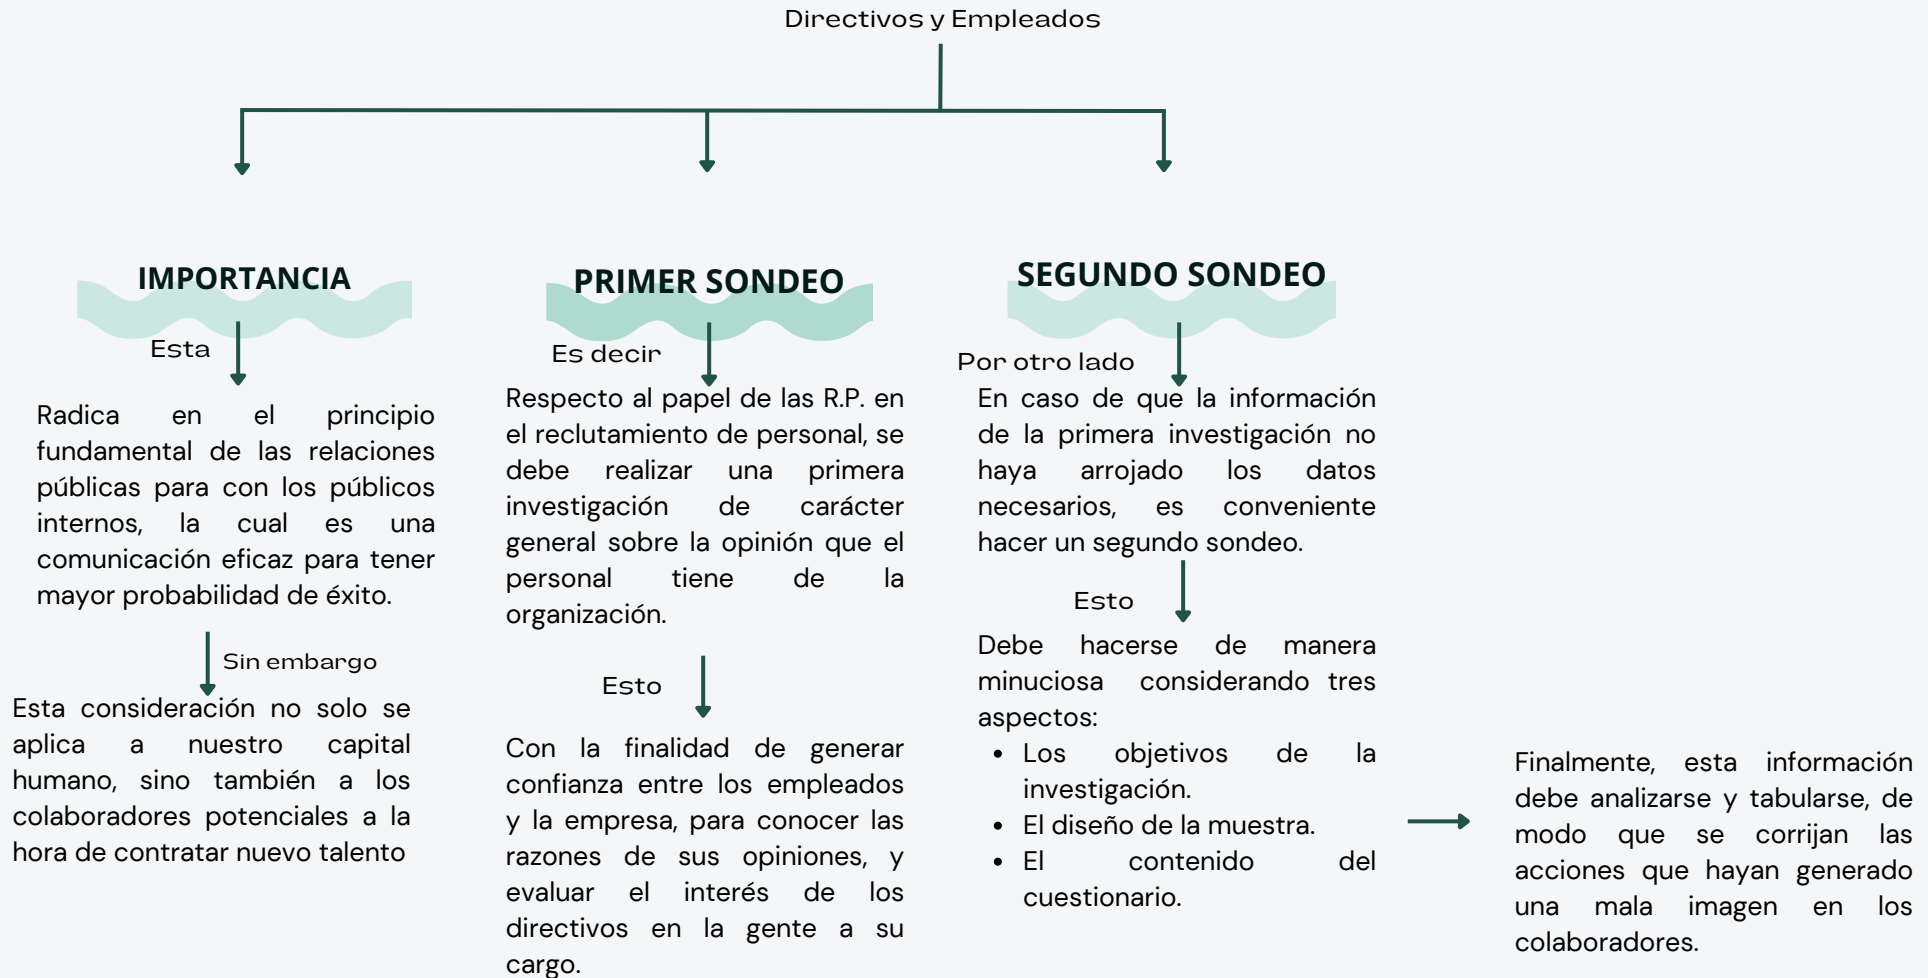 Directivos y Empleados
IMPORTANCIA
Esta
Radica en el principio
fundamental de las relaciones
públicas para con los públicos
internos, la cual es una
comunicación eficaz para tener
mayor probabilidad de éxito.
Sin embargo
Esta consideración no solo se
aplica a nuestro capital
humano, sino también a los
colaboradores potenciales a la
hora de contratar nuevo talento
PRIMER SONDEO
Es decir
Respecto al papel de las R.P. en
el reclutamiento de personal, se
debe realizar una primera
investigación de carácter
general sobre la opinión que el
personal tiene de la
organización.
Esto
Con la finalidad de generar
confianza entre los empleados
y la empresa, para conocer las
razones de sus opiniones, y
evaluar el interés de los
directivos en la gente a su
cargo.
SEGUNDO SONDEO
Por otro lado
En caso de que la información
de la primera investigación no
haya arrojado los datos
necesarios, es conveniente
hacer un segundo sondeo.
Esto
Debe hacerse de manera
minuciosa considerando tres
aspectos:
• Los objetivos de la
investigación.
• El diseño de la muestra.
• El contenido del
cuestionario.
Finalmente, esta información
debe analizarse y tabularse, de
modo que se corrijan las
acciones que hayan generado
una mala imagen en los
colaboradores.